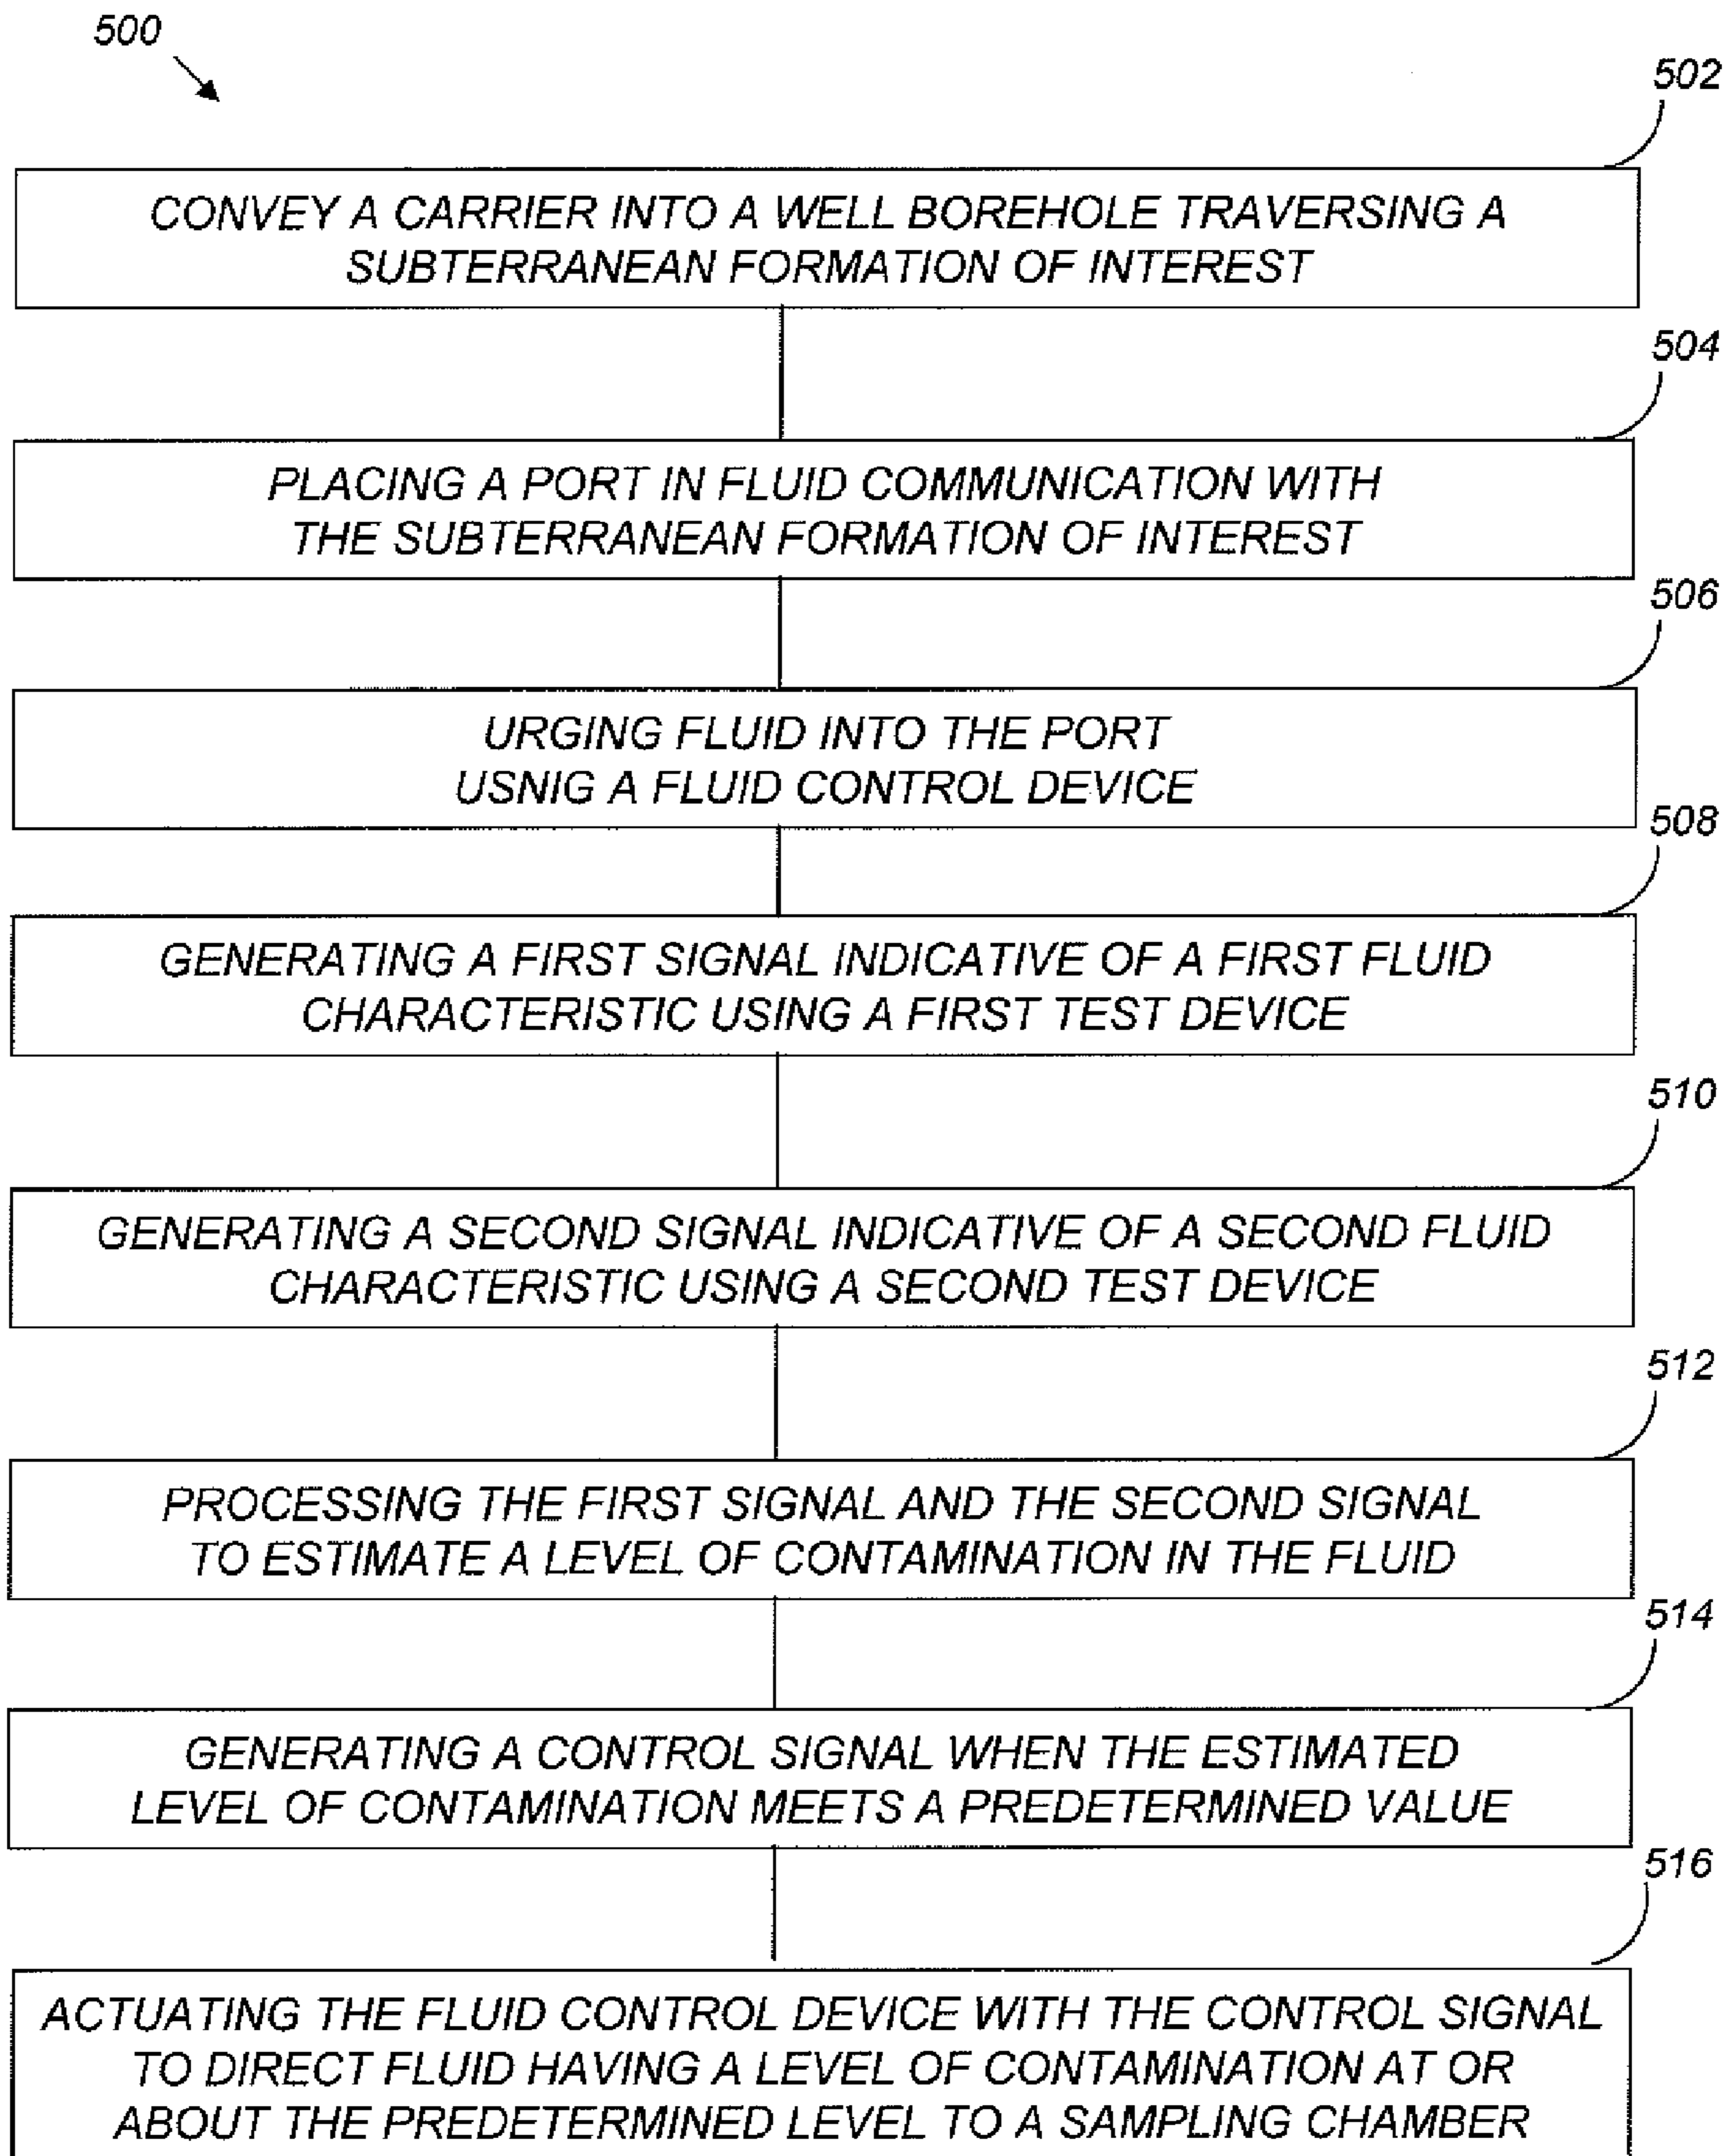 500
502
CONVEY A CARRIER INTO A WELL BOREHOLE TRAVERSING A
SUBTERRANEAN FORMATION OF INTEREST
504
PLACING A PORT IN FLUID COMMUNICATION WITH
THE SUBTERRANEAN FORMATION OF INTEREST
506
URGING FLUID INTO THE PORT
USNIG A FLUID CONTROL DEVICE
508
GENERATING A FIRST SIGNAL INDICATIVE OF A FIRST FLUID
CHARACTERISTIC USING A FIRST TEST DEVICE
510
GENERATING A SECOND SIGNAL INDICATIVE OF A SECOND FLUID
CHARACTERISTIC USING A SECOND TEST DEVICE
512
PROCESSING THE FIRST SIGNAL AND THE SECOND SIGNAL
TO ESTIMATE A LEVEL OF CONTAMINATION IN THE FLUID
514
GENERATING A CONTROL SIGNAL WHEN THE ESTIMATED
LEVEL OF CONTAMINATION MEETS A PREDETERMINED VALUE
516
ACTUATING THE FLUID CONTROL DEVICE WITH THE CONTROL SIGNAL
TO DIRECT FLUID HAVING A LEVEL OF CONTAMINATION AT OR
ABOUT THE PREDETERMINED LEVEL TO A SAMPLING CHAMBER